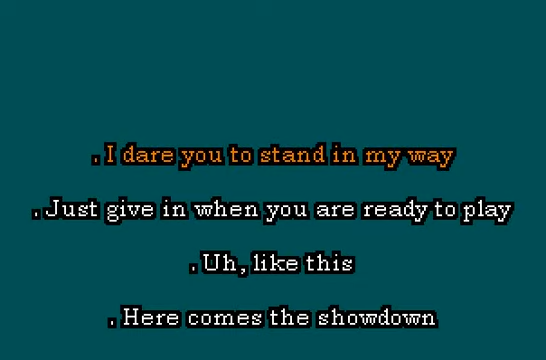 . I dare you to stand in my way
. Just give in when you are ready to play
. Uh, like this
. Here comes the showdown